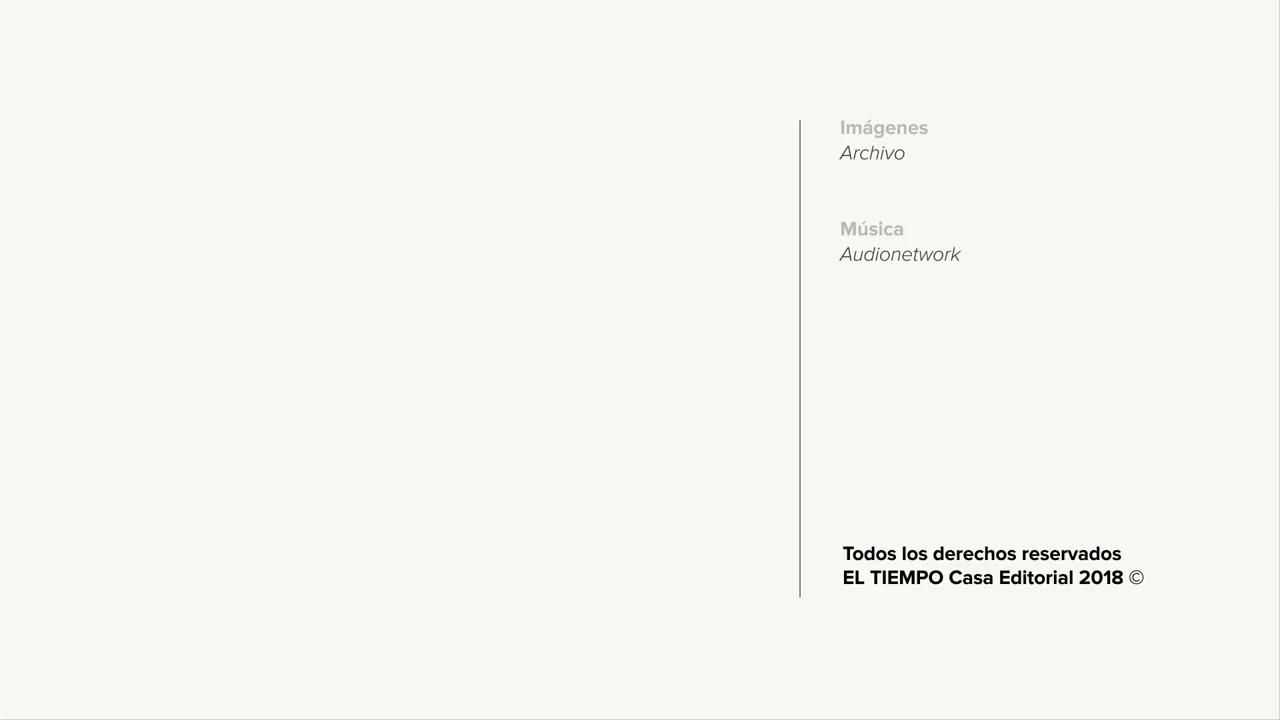 Imágenes
Archivo
Música
Audionetwork
Todos los derechos reservados
EL TIEMPO Casa Editorial 2018 ©